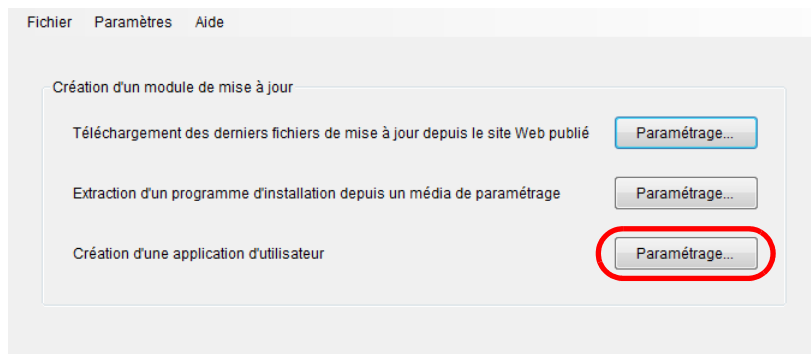 Fichier Paramètres Aide
Création d'un module de mise à jour
Téléchargement des derniers fichiers de mise à jour depuis le site Web publié Paramétrage...
Extraction d'un programme d'installation depuis un média de paramétrage Paramétrage...
Création d'une application d'utilisateur Paramétrage...